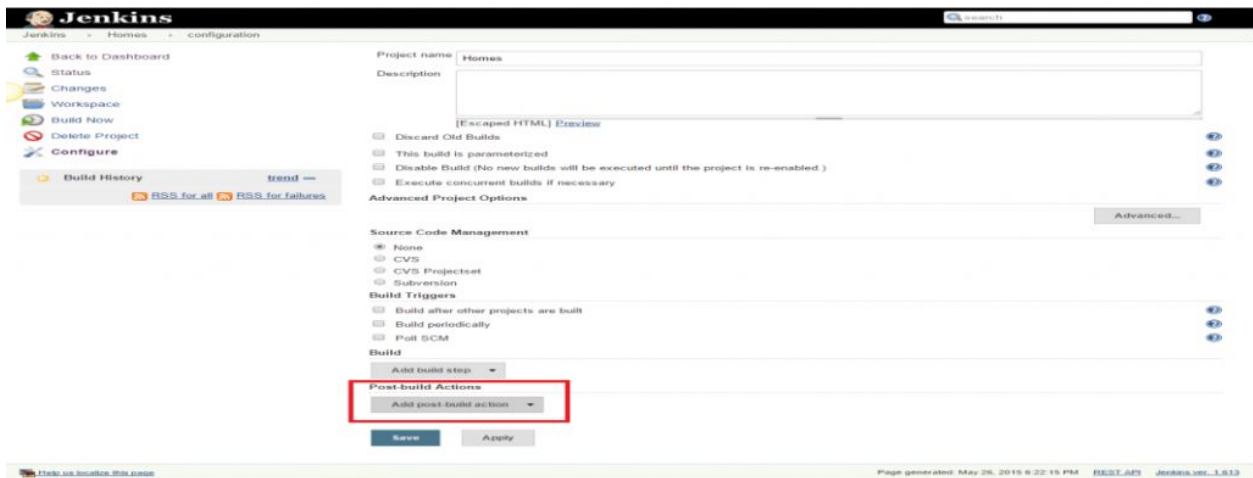 Jenkins
search
Jenkins Homes configuration
Back to Dashboard
Status
Changes
Workspace
Build Now
Delete Project
Configure
Build History trend
RSS for all RSS for failures
Project name Homes
Description
[Escaped HTML] Preview
Discard Old Builds
This build is parameterized
Disable Build (No new builds will be executed until the project is re-enabled.)
Execute concurrent builds if necessary
Advanced Project Options
Advanced...
Source Code Management
None
CVS
CVS Projectset
Subversion
Build Triggers
Build after other projects are built
Build periodically
Poll SCM
Build
Add build step
Post-build Actions
Add post-build action
Save Apply
Help us localize this page
Page generated: May 26, 2015 6:22:15 PM REST API Jenkins ver. 1.613